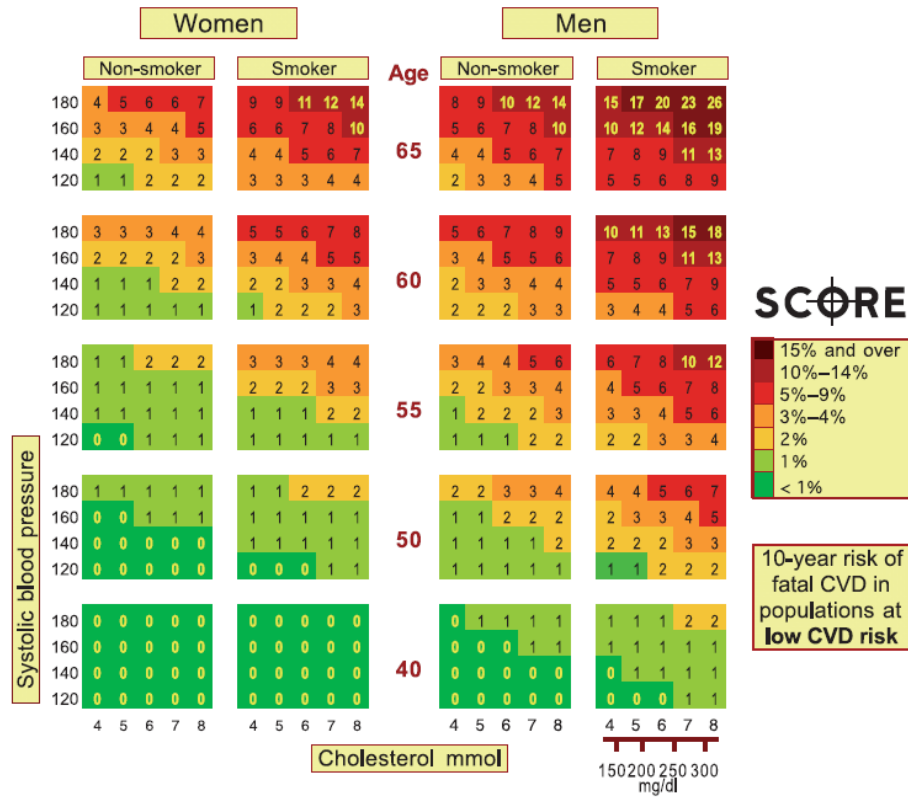 Women Men
Non-smoker Smoker Age Non-smoker Smoker
180 4 5 6 6 7 9 9 11 12 14 8 9 10 12 14 15 17 20 23 26
160 3 3 4 4 5 6 6 7 8 10 5 6 7 8 10 10 12 14 16 19
65
140 2 2 2 3 3 4 4 5 6 7 4 4 5 6 7 7 8 9 11 13
120 1 1 2 2 2 3 3 3 4 4 2 3 3 4 5 5 5 6 8 9
180 3 3 3 4 4 5 5 6 7 8 5 6 7 8 9 10 11 13 15 18
160 2 2 2 2 3 3 4 4 5 5 3 4 5 5 6 7 8 9 11 13
60
140 1 1 1 2 2 2 2 3 3 4 2 3 3 4 4 5 5 6 7 9
120 1 1 1 1 1 1 2 2 2 3 2 2 2 3 3 3 4 4 5 6
SCORE
180 1 1 2 2 2 3 3 3 4 4 3 4 4 5 6 6 7 8 10 12
160 1 1 1 1 1 2 2 2 3 3 2 2 3 3 4 4 5 6 7 8
55
140 1 1 1 1 1 1 1 1 2 2 1 2 2 2 3 3 3 4 5 6
120 0 0 1 1 1 1 1 1 1 1 1 1 1 2 2 2 2 3 3 4
15% and over
10%–14%
5%–9%
3%–4%
2%
1%
< 1%
180 1 1 1 1 1 1 1 2 2 2 2 2 3 3 4 4 4 5 6 7
160 0 0 1 1 1 1 1 1 1 1 1 1 2 2 2 2 3 3 4 5
50
140 0 0 0 0 0 1 1 1 1 1 1 1 1 1 2 2 2 2 3 3
120 0 0 0 0 0 0 0 0 1 1 1 1 1 1 1 1 1 2 2 2
10-year risk of
fatal CVD in
populations at
low CVD risk
180 0 0 0 0 0 0 0 0 0 0 0 1 1 1 1 1 1 1 2 2
160 0 0 0 0 0 0 0 0 0 0 0 0 0 1 1 1 1 1 1 1
40
140 0 0 0 0 0 0 0 0 0 0 0 0 0 0 0 0 1 1 1 1
120 0 0 0 0 0 0 0 0 0 0 0 0 0 0 0 0 0 0 1 1
4 5 6 7 8 4 5 6 7 8 4 5 6 7 8 4 5 6 7 8
Systolic blood pressure
Cholesterol mmol
150 200 250 300
mg/dl